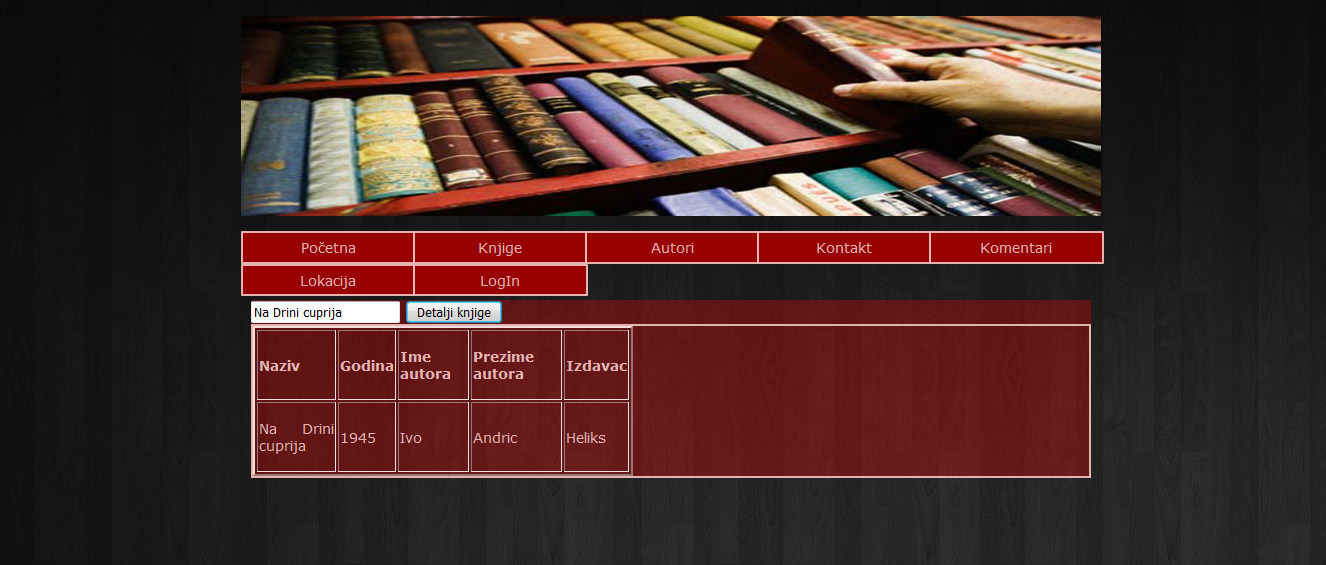 APUÉS
Početna Knjige Autori Kontakt Komentari
Lokacija LogIn
Na Drini cuprija Detalji knjige
Naziv Godina Ime autora Prezime autora Izdavac
Na Drini cuprija 1945 Ivo Andric Heliks